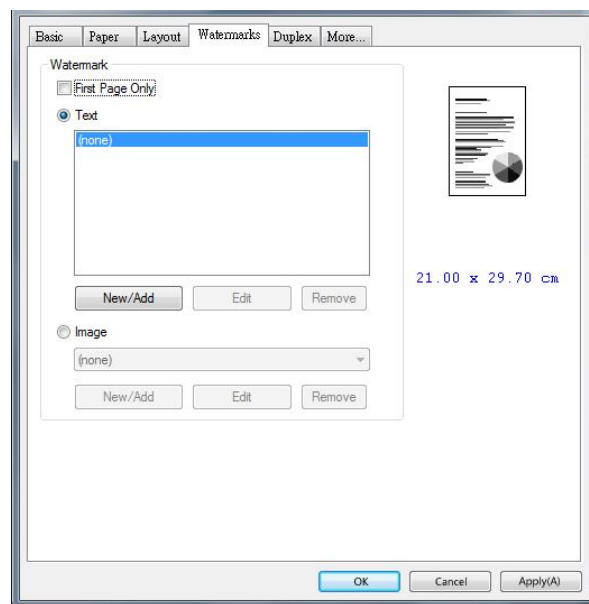 Basic Paper Layout Watermarks Duplex More...
Watermark
First Page Only
Text
(none)
21.00 x 29.70 cm
New/Add Edit Remove
Image
(none)
New/Add Edit Remove
OK Cancel Apply(A)